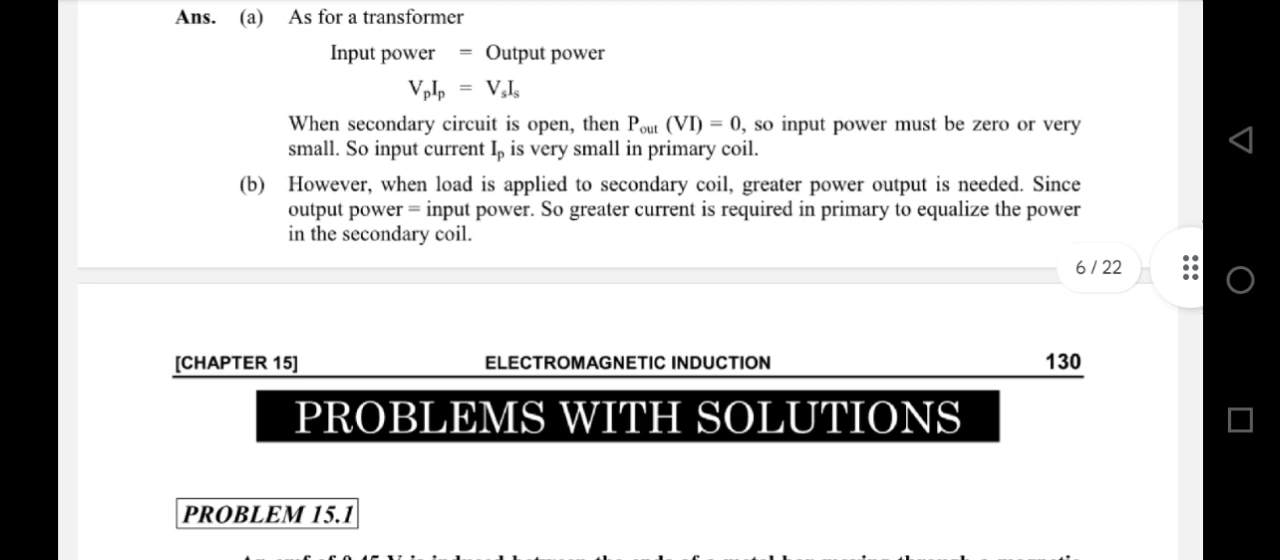 Ans. (a) As for a transformer
Input power = Output power
VₚIₚ = VₛIₛ
When secondary circuit is open, then Pout (VI) = 0, so input power must be zero or very
small. So input current Iₚ is very small in primary coil.
(b) However, when load is applied to secondary coil, greater power output is needed. Since
output power = input power. So greater current is required in primary to equalize the power
in the secondary coil.
6 / 22
[CHAPTER 15] ELECTROMAGNETIC INDUCTION 130
PROBLEMS WITH SOLUTIONS
PROBLEM 15.1